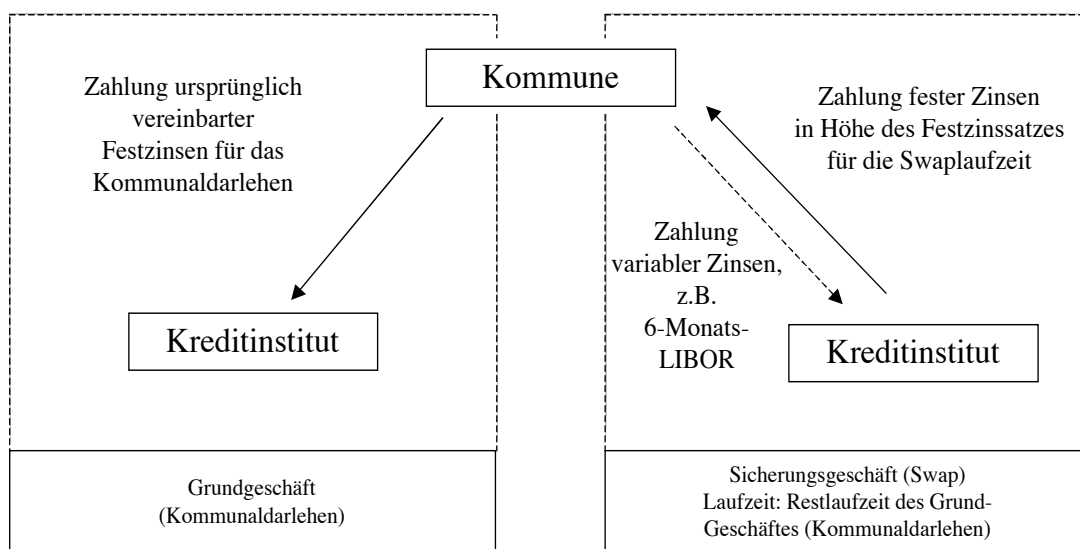 Kommune
Zahlung ursprünglich
vereinbarter
Festzinsen für das
Kommunaldarlehen
Zahlung fester Zinsen
in Höhe des Festzinssatzes
für die Swaplaufzeit
Zahlung
variabler Zinsen,
z.B.
6-Monats-
LIBOR
Kreditinstitut
Kreditinstitut
Grundgeschäft
(Kommunaldarlehen)
Sicherungsgeschäft (Swap)
Laufzeit: Restlaufzeit des Grund-
Geschäftes (Kommunaldarlehen)